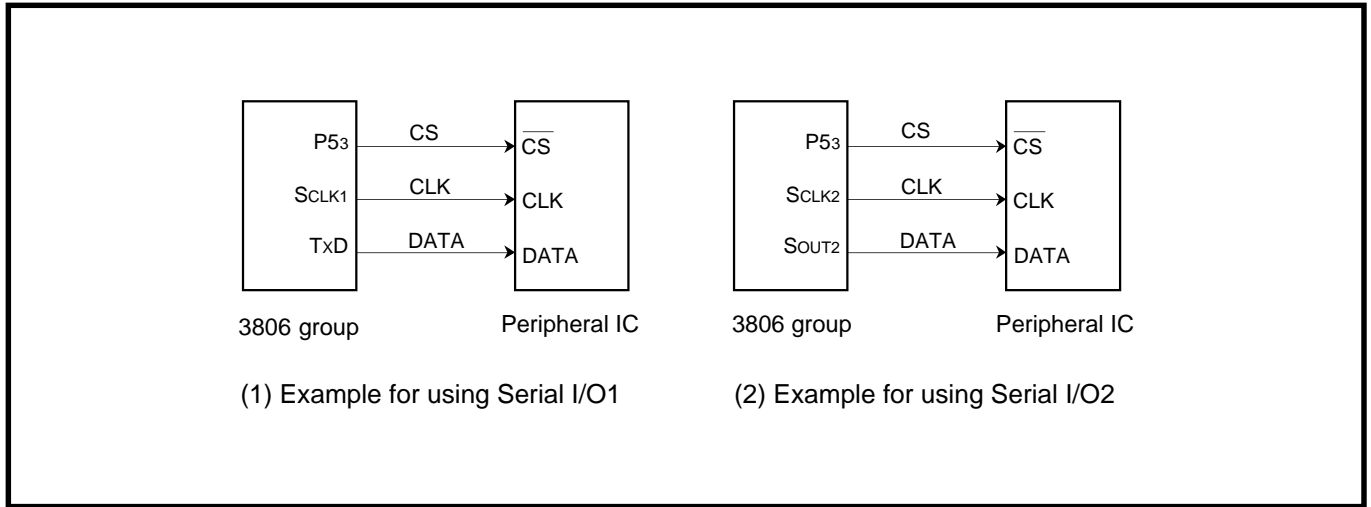 P53 CS CS
SCLK1 CLK CLK
TxD DATA DATA
3806 group Peripheral IC
(1) Example for using Serial I/O1
P53 CS CS
SCLK2 CLK CLK
SOUT2 DATA DATA
3806 group Peripheral IC
(2) Example for using Serial I/O2